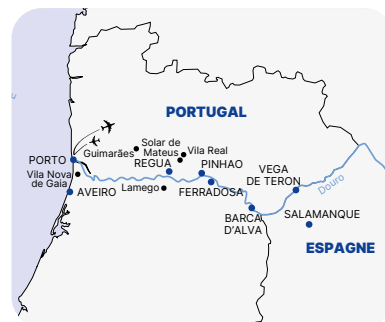 PORTUGAL
Guimarães
Solar de
Mateus
Vila Real
PORTO
REGUA
PINHAO
Vila Nova
de Gaia
VEGA
DE TERON
Douro
AVEIRO
Lamego
FERRADOSA
BARCA
D'ALVA
SALAMANQUE
ESPAGNE